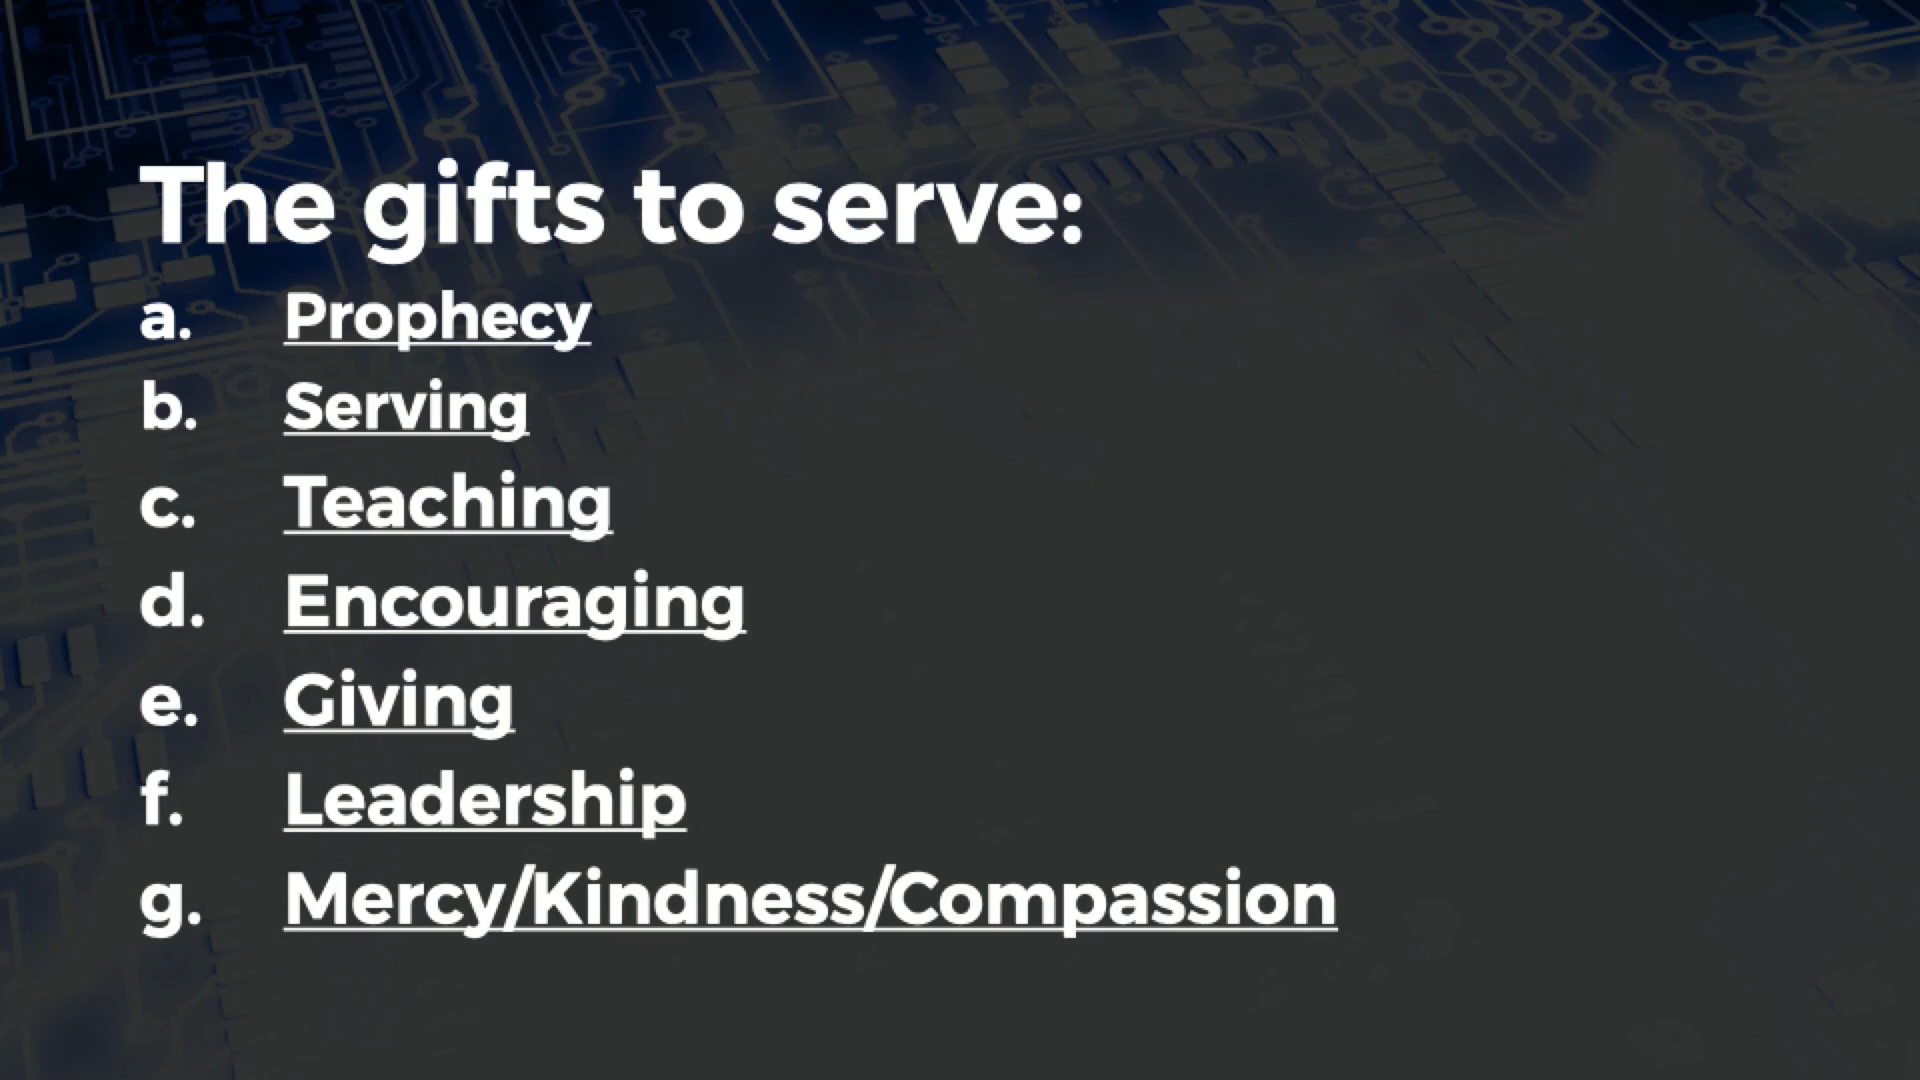 The gifts to serve:
a. Prophecy
b. Serving
c. Teaching
d. Encouraging
e. Giving
f. Leadership
g. Mercy/Kindness/Compassion